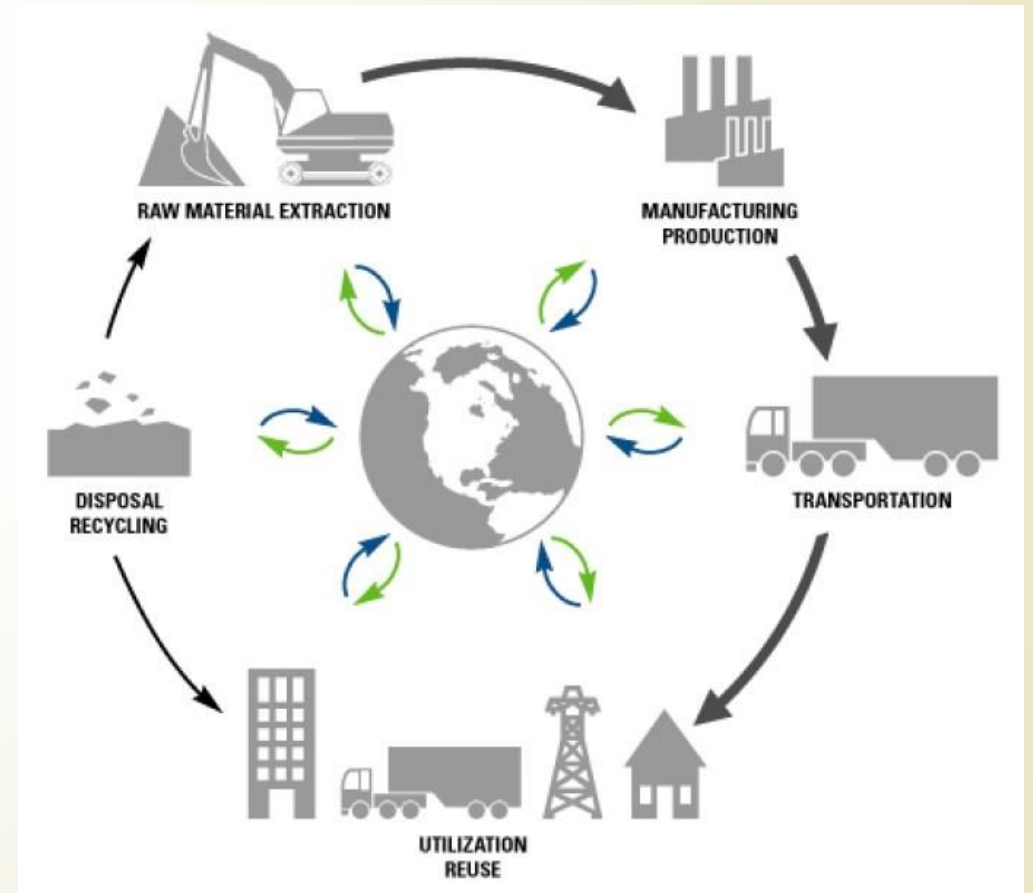 RAW MATERIAL EXTRACTION
MANUFACTURING
PRODUCTION
TRANSPORTATION
DISPOSAL
RECYCLING
UTILIZATION
REUSE